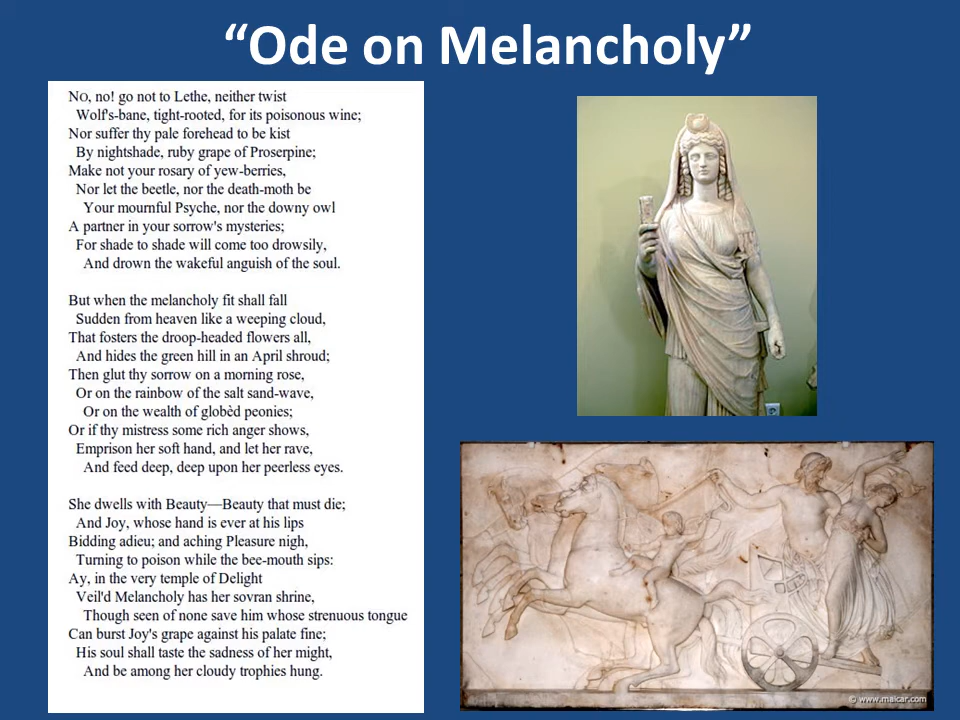 “Ode on Melancholy”
No, no! go not to Lethe, neither twist
Wolf's-bane, tight-rooted, for its poisonous wine;
Nor suffer thy pale forehead to be kist
By nightshade, ruby grape of Proserpine;
Make not your rosary of yew-berries,
Nor let the beetle, nor the death-moth be
Your mournful Psyche, nor the downy owl
A partner in your sorrow's mysteries;
For shade to shade will come too drowsily,
And drown the wakeful anguish of the soul.
But when the melancholy fit shall fall
Sudden from heaven like a weeping cloud,
That fosters the droop-headed flowers all,
And hides the green hill in an April shroud;
Then glut thy sorrow on a morning rose,
Or on the rainbow of the salt sand-wave,
Or on the wealth of globèd peonies;
Or if thy mistress some rich anger shows,
Emprison her soft hand, and let her rave,
And feed deep, deep upon her peerless eyes.
She dwells with Beauty—Beauty that must die;
And Joy, whose hand is ever at his lips
Bidding adieu; and aching Pleasure nigh,
Turning to poison while the bee-mouth sips:
Ay, in the very temple of Delight
Veil'd Melancholy has her sovran shrine,
Though seen of none save him whose strenuous tongue
Can burst Joy's grape against his palate fine;
His soul shall taste the sadness of her might,
And be among her cloudy trophies hung.
© www.maicar.com